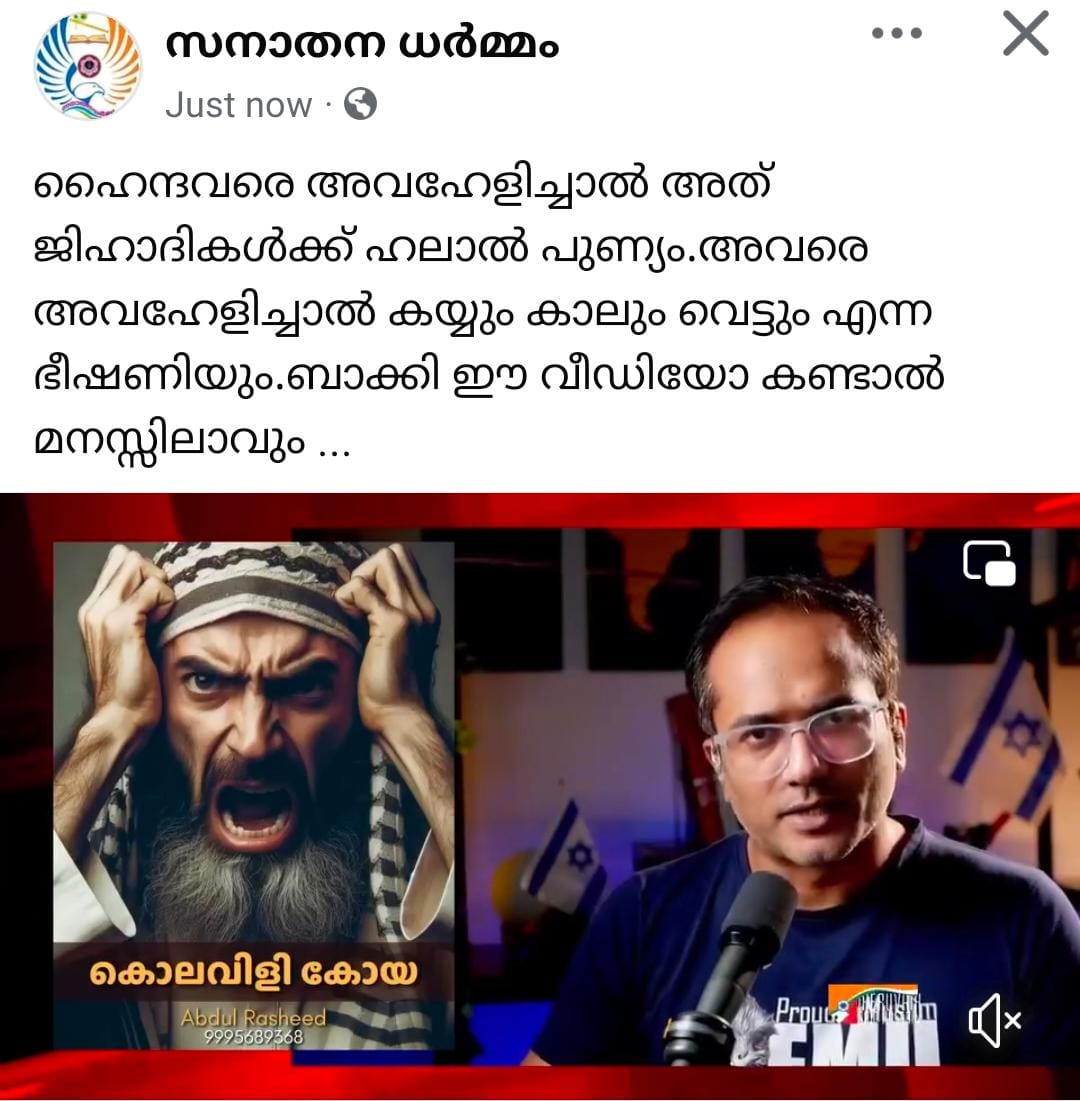 സനാതന ധർമ്മം
Just now ·
ഹൈന്ദവരെ അവഹേളിച്ചാൽ അത്
ജിഹാദികൾക്ക് ഹലാൽ പുണ്യം.അവരെ
അവഹേളിച്ചാൽ കയ്യും കാലും വെട്ടും എന്ന
ഭീഷണിയും.ബാക്കി ഈ വീഡിയോ കണ്ടാൽ
മനസ്സിലാവും ...
കൊലവിളി കോയ
Abdul Rasheed
9995689368